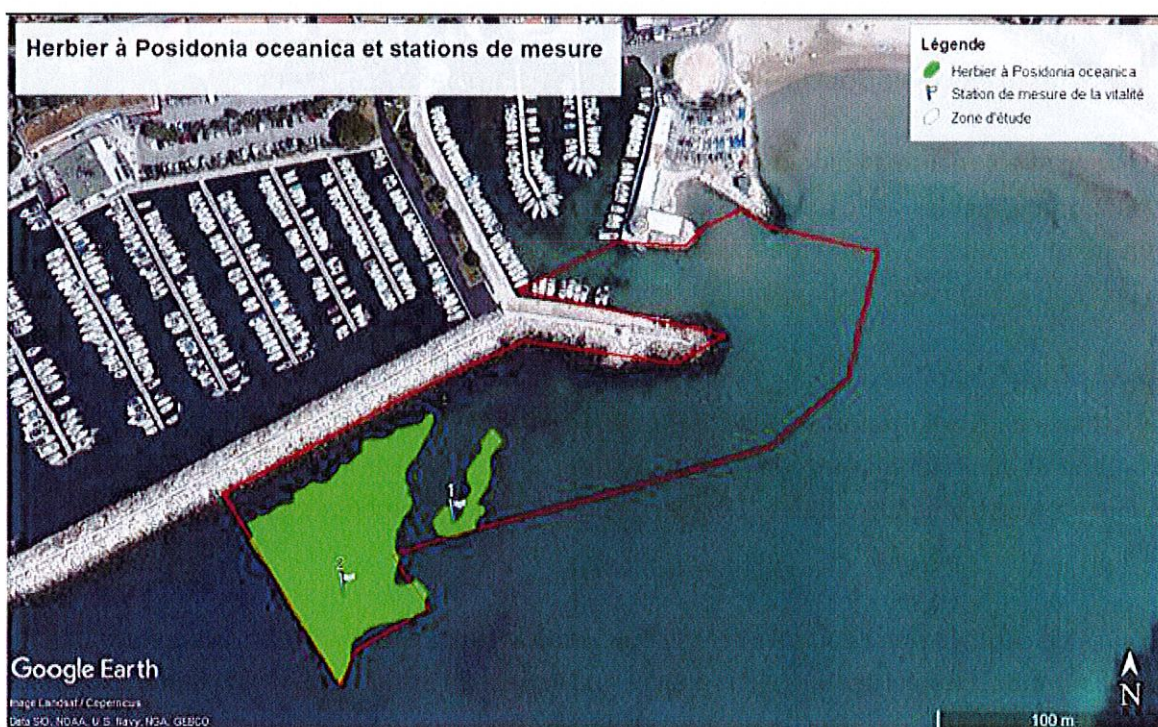 Herbier à Posidonia oceanica et stations de mesure
Légende
Herbier à Posidonia oceanica
Station de mesure de la vitalité
Zone d'étude
1
2
Google Earth
Image Landsat / Copernicus
Data SIO, NOAA, U.S. Navy, NGA, GEBCO
N
100 m